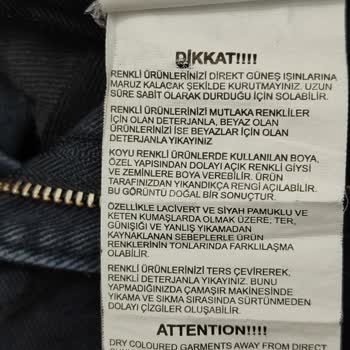 DİKKAT!!!!
RENKLİ ÜRÜNLERİNİZİ DİREKT GÜNEŞ IŞINLARINA
MARUZ KALACAK ŞEKİLDE KURUTMAYINIZ. UZUN
SÜRE SABİT OLARAK DURDUĞU İÇİN SOLABİLİR.
RENKLİ ÜRÜNLERİNİZİ MUTLAKA RENKLİLER
İÇİN OLAN DETERJANLA, BEYAZ OLAN
ÜRÜNLERİNİZİ İSE BEYAZLAR İÇİN OLAN
DETERJANLA YIKAYINIZ
KOYU RENKLİ ÜRÜNLERDE KULLANILAN BOYA,
ÖZEL YAPISINDAN DOLAYI AÇIK RENKLİ GİYSİ
VE ZEMİNLERE BOYA VEREBİLİR. ÜRÜN
TARAFINIZDAN YIKANDIKÇA RENGİ AÇILABİLİR.
BU GÖRÜNTÜ DOĞAL BİR SONUÇTUR.
ÖZELLİKLE LACİVERT VE SİYAH PAMUKLU VE
KETEN KUMAŞLARDA OLMAK ÜZERE; TER,
GÜNIŞIĞI VE YANLIŞ YIKAMADAN
KAYNAKLANAN SEBEPLERLE ÜRÜN
RENKLERİNİN TONLARINDA FARKLILAŞMA
OLABİLİR.
RENKLİ ÜRÜNLERİNİZİ TERS ÇEVİREREK,
RENKLİ DETERJANLA YIKAYINIZ. BUNU
YAPMADIĞINIZDA ÇAMAŞIR MAKİNESİNDE
YIKAMA VE SIKMA SIRASINDA SÜRTÜNMEDEN
DOLAYI ÇİZGİLER OLUŞABİLİR.
ATTENTION!!!!
DRY COLOURED GARMENTS AWAY FROM DIRECT